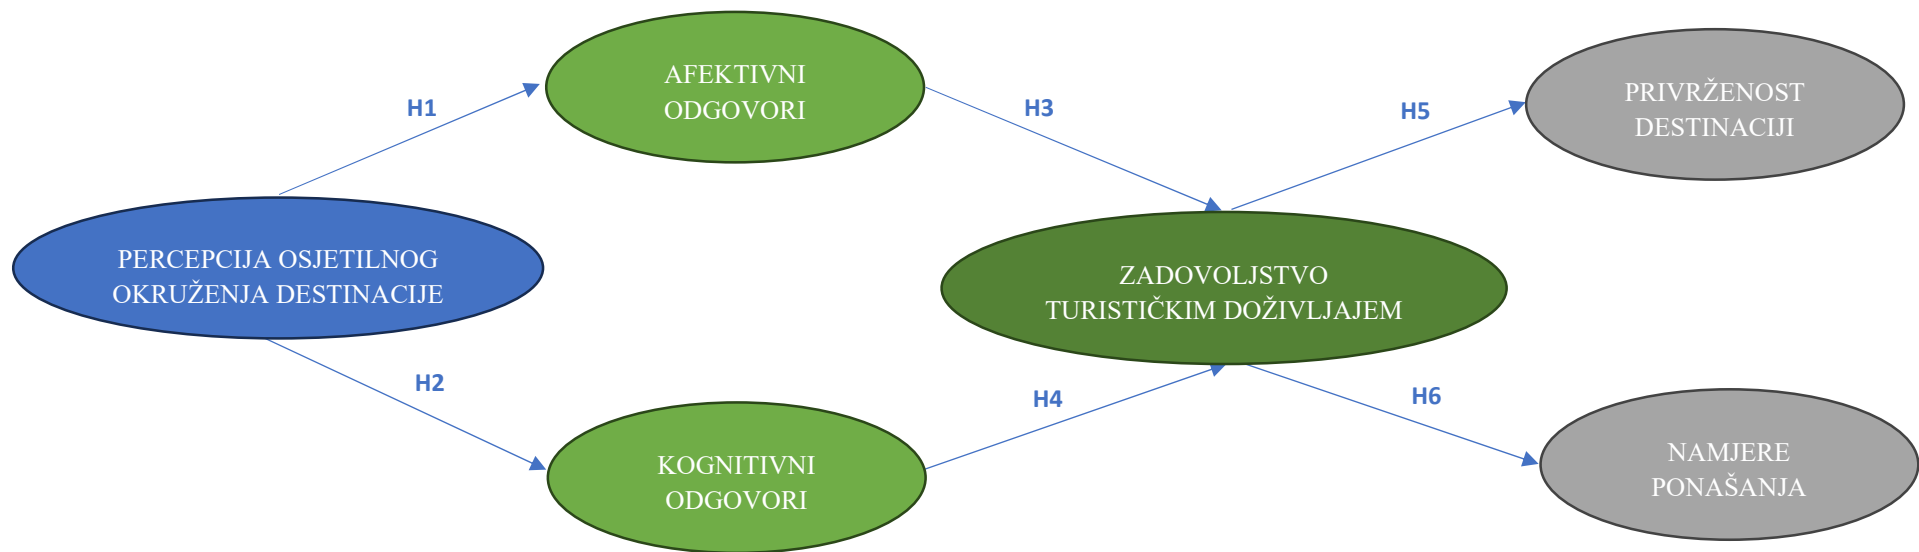 AFEKTIVNI
ODGOVORI
H1
H3
H5
PRIVRŽENOST
DESTINACIJI
PERCEPCIJA OSJETILNOG
OKRUŽENJA DESTINACIJE
ZADOVOLJSTVO
TURISTIČKIM DOŽIVLJAJEM
H2
H4
H6
KOGNITIVNI
ODGOVORI
NAMJERE
PONAŠANJA